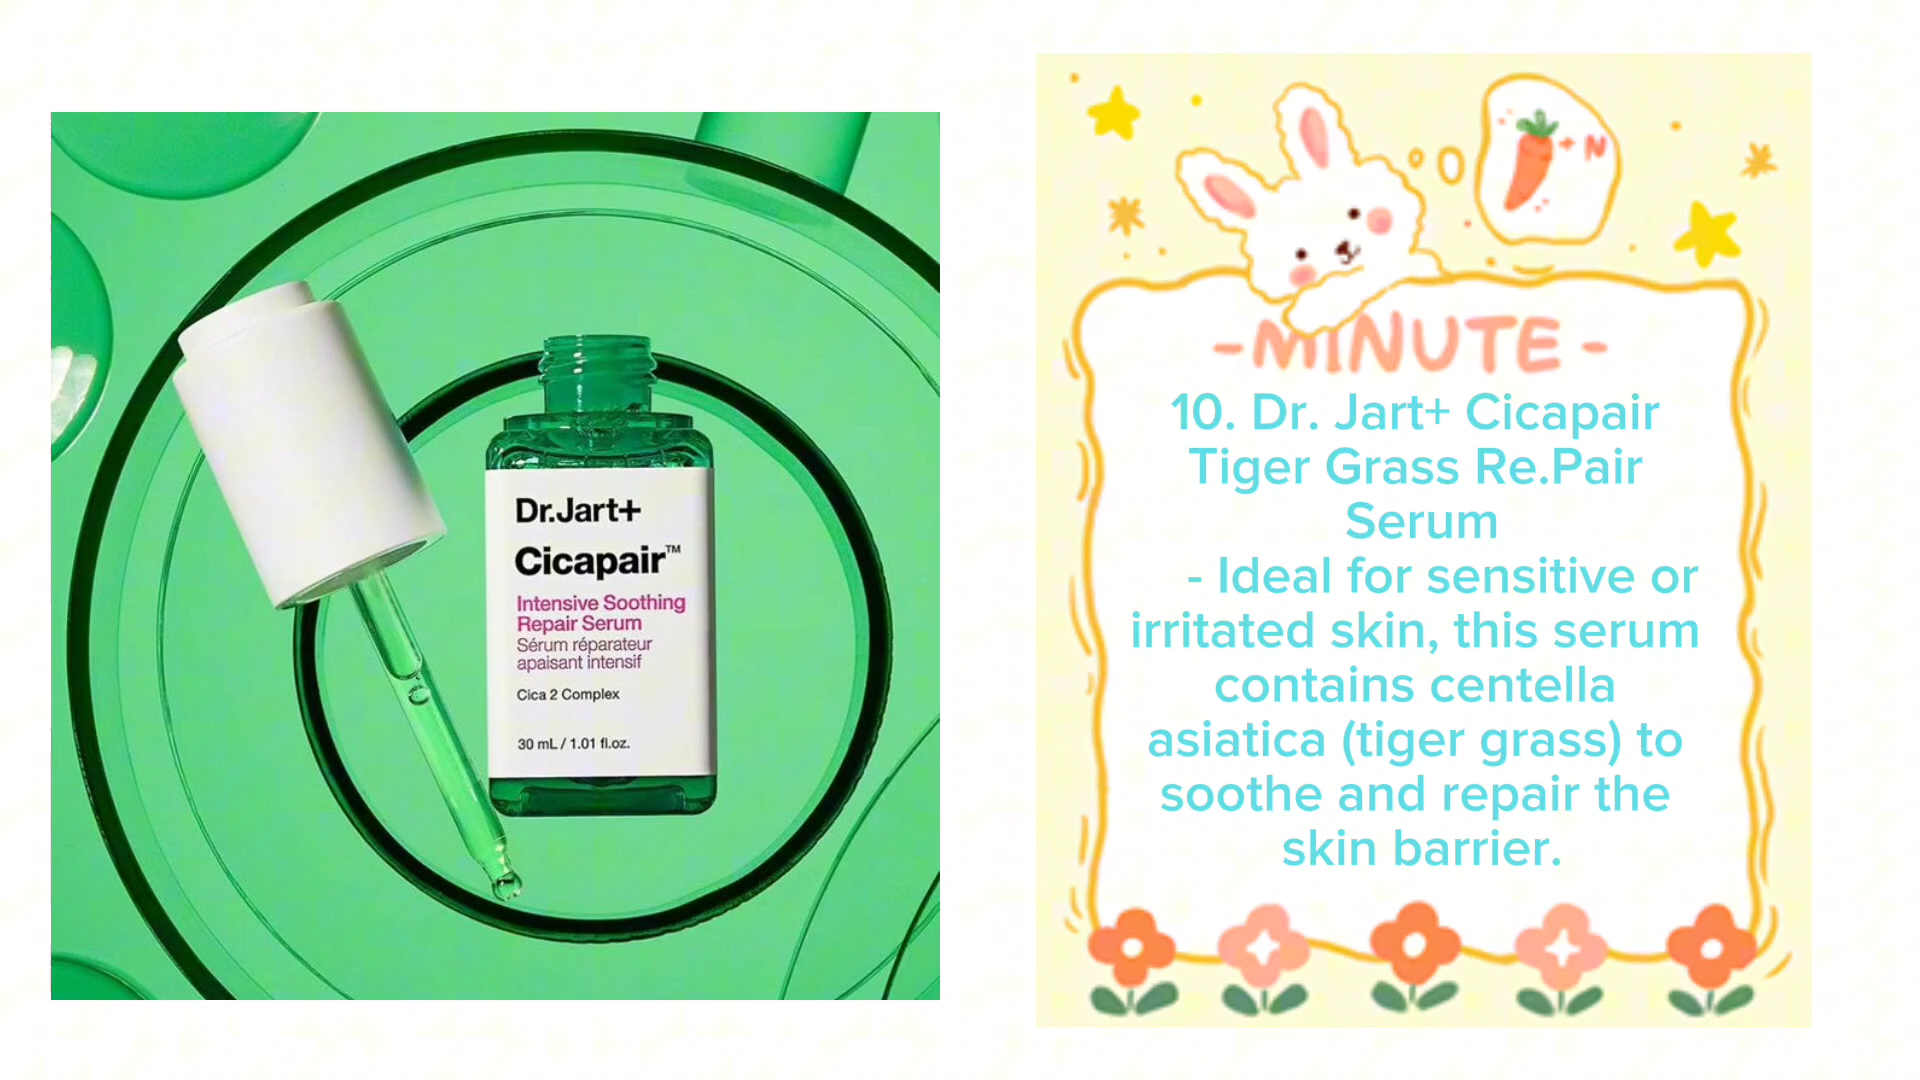 Dr.Jart+
Cicapair™
Intensive Soothing
Repair Serum
Sérum réparateur
apaisant intensif
Cica 2 Complex
30 mL / 1.01 fl.oz.
+ N
-MINUTE-
10. Dr. Jart+ Cicapair
Tiger Grass Re.Pair
Serum
- Ideal for sensitive or
irritated skin, this serum
contains centella
asiatica (tiger grass) to
soothe and repair the
skin barrier.